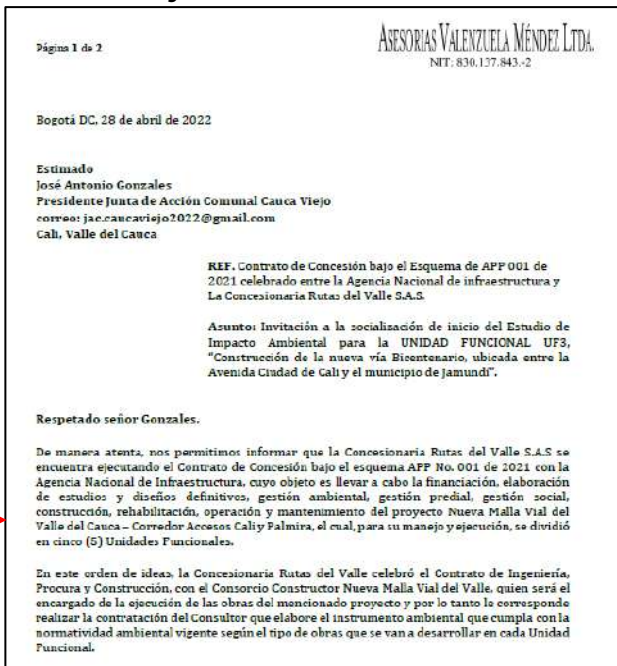 Página 1 de 2
ASESORIAS VALENZUELA MÉNDEZ LTDA.
NIT: 830.137.843.-2
Bogotá DC, 28 de abril de 2022
Estimado
José Antonio Gonzales
Presidente Junta de Acción Comunal Cauca Viejo
correo: jac.caucaviejo2022@gmail.com
Cali, Valle del Cauca
REF. Contrato de Concesión bajo el Esquema de APP 001 de
2021 celebrado entre la Agencia Nacional de infraestructura y
La Concesionaria Rutas del Valle S.A.S.
Asunto: Invitación a la socialización de inicio del Estudio de
Impacto Ambiental para la UNIDAD FUNCIONAL UF3,
"Construcción de la nueva vía Bicentenario, ubicada entre la
Avenida Ciudad de Cali y el municipio de Jamundí".
Respetado señor Gonzales.
De manera atenta, nos permitimos informar que la Concesionaria Rutas del Valle S.A.S se
encuentra ejecutando el Contrato de Concesión bajo el esquema APP No. 001 de 2021 con la
Agencia Nacional de Infraestructura, cuyo objeto es llevar a cabo la financiación, elaboración
de estudios y diseños definitivos, gestión ambiental, gestión predial, gestión social,
construcción, rehabilitación, operación y mantenimiento del proyecto Nueva Malla Vial del
Valle del Cauca – Corredor Accesos Cali y Palmira, el cual, para su manejo y ejecución, se dividió
en cinco (5) Unidades Funcionales.
En este orden de ideas, la Concesionaria Rutas del Valle celebró el Contrato de Ingeniería,
Procura y Construcción, con el Consorcio Constructor Nueva Malla Vial del Valle, quien será el
encargado de la ejecución de las obras del mencionado proyecto y por lo tanto le corresponde
realizar la contratación del Consultor que elabore el instrumento ambiental que cumpla con la
normatividad ambiental vigente según el tipo de obras que se van a desarrollar en cada Unidad
Funcional.